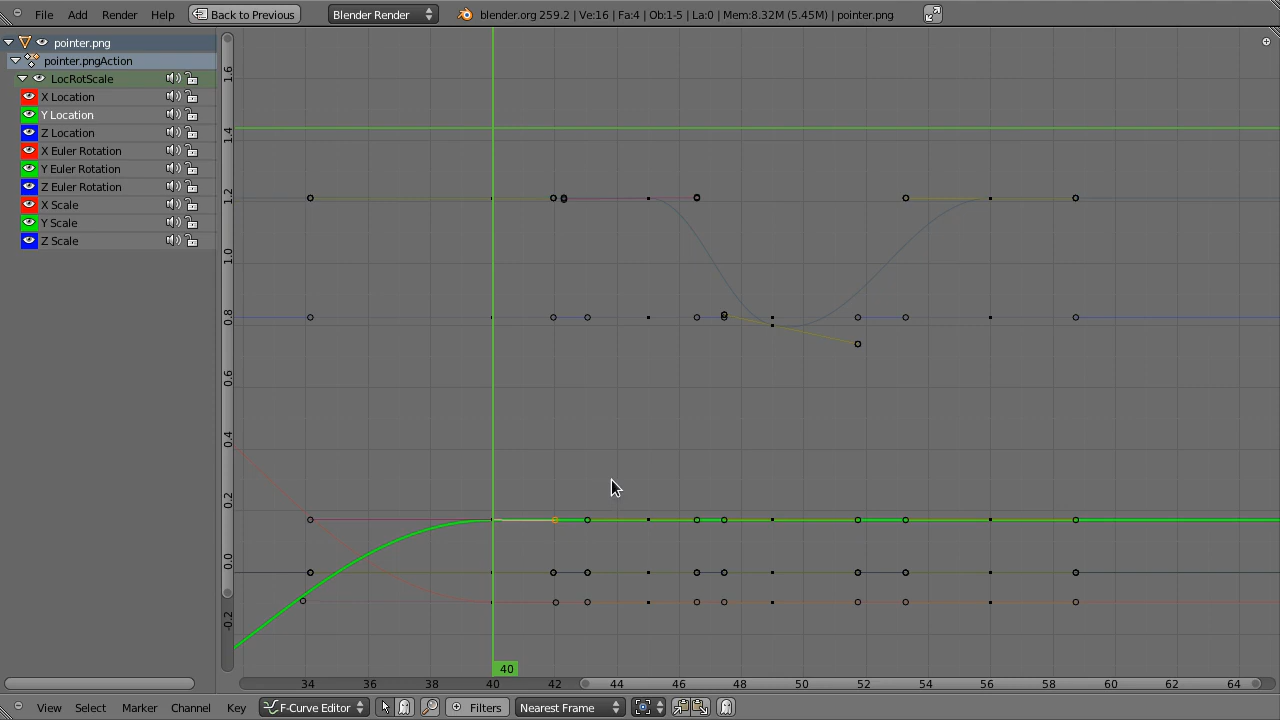 File Add Render Help Back to Previous Blender Render blender.org 259.2 | Ve:16 | Fa:4 | Ob:1-5 | La:0 | Mem:8.32M (5.45M) | pointer.png
pointer.png
pointer.pngAction
LocRotScale
X Location
Y Location
Z Location
X Euler Rotation
Y Euler Rotation
Z Euler Rotation
X Scale
Y Scale
Z Scale
1.6
1.4
1.2
1.0
0.8
0.6
0.4
0.2
0.0
-0.2
40
34 36 38 40 42 44 46 48 50 52 54 56 58 60 62 64
View Select Marker Channel Key F-Curve Editor Filters Nearest Frame